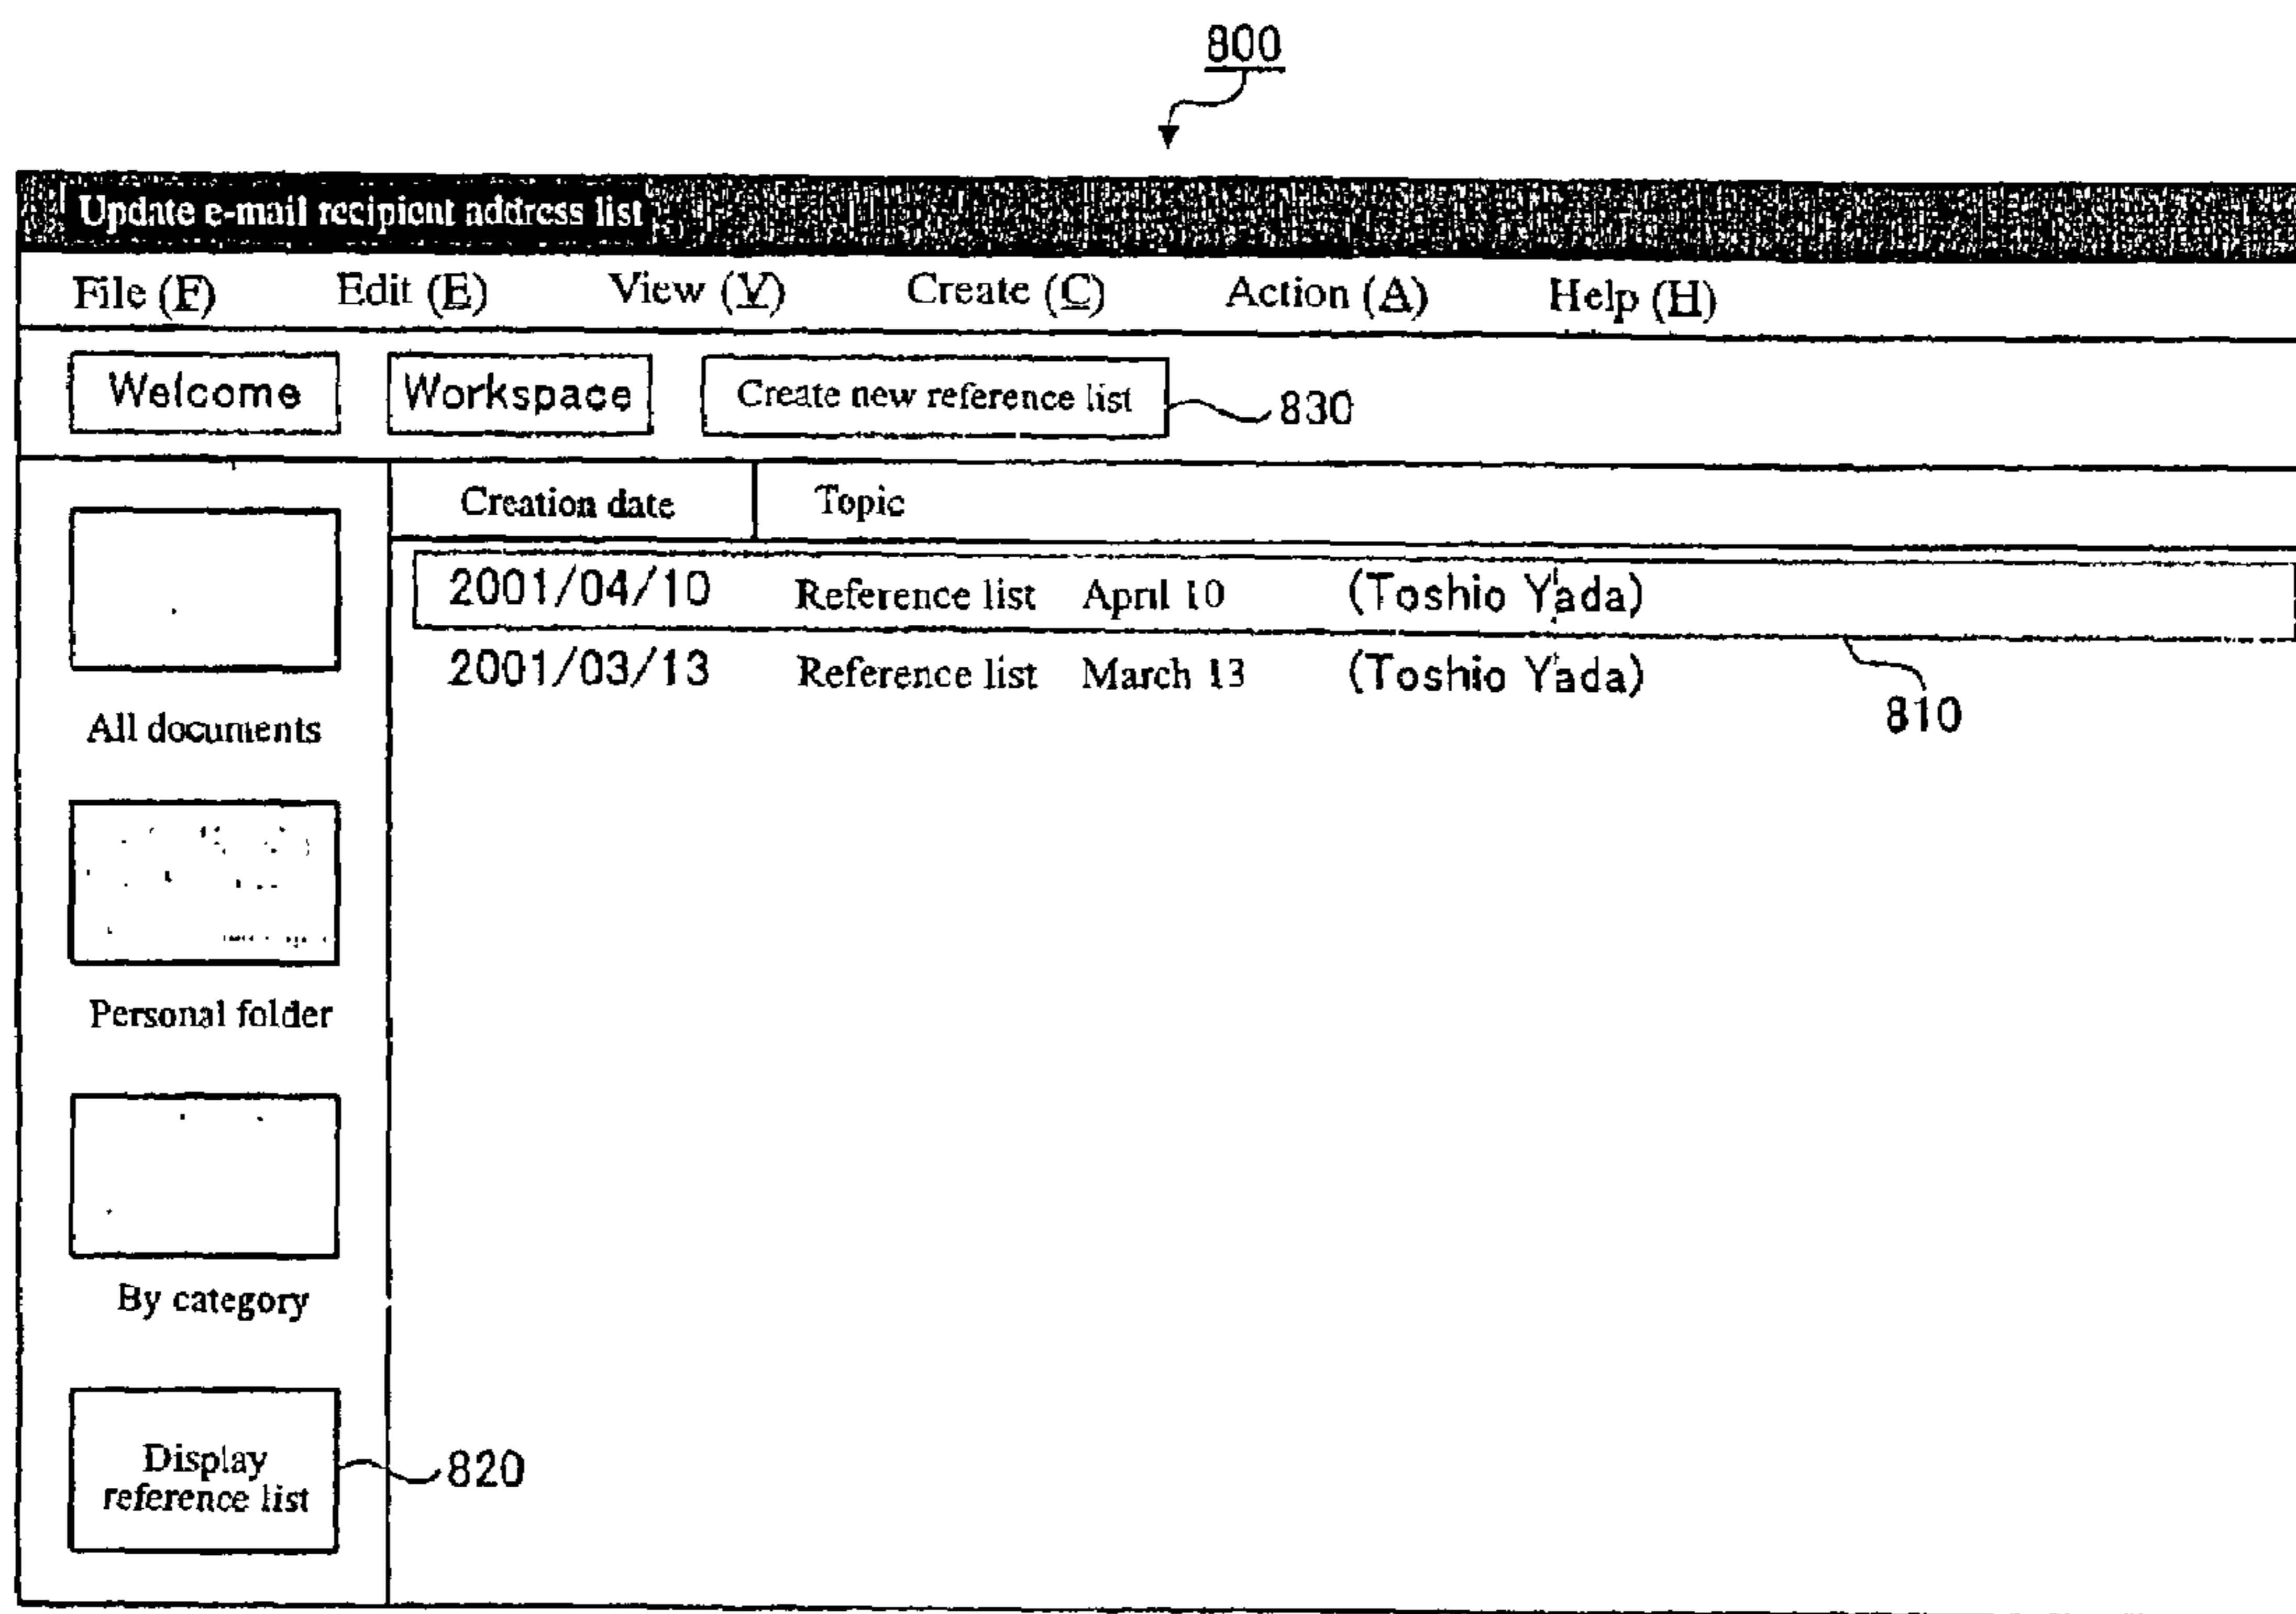 800
Update e-mail recipient address list
File (F) Edit (E) View (V) Create (C) Action (A) Help (H)
Welcome Workspace Create new reference list 830
Creation date Topic
2001/04/10 Reference list April 10 (Toshio Yada)
2001/03/13 Reference list March 13 (Toshio Yada)
810
All documents
Personal folder
By category
Display
reference list
820